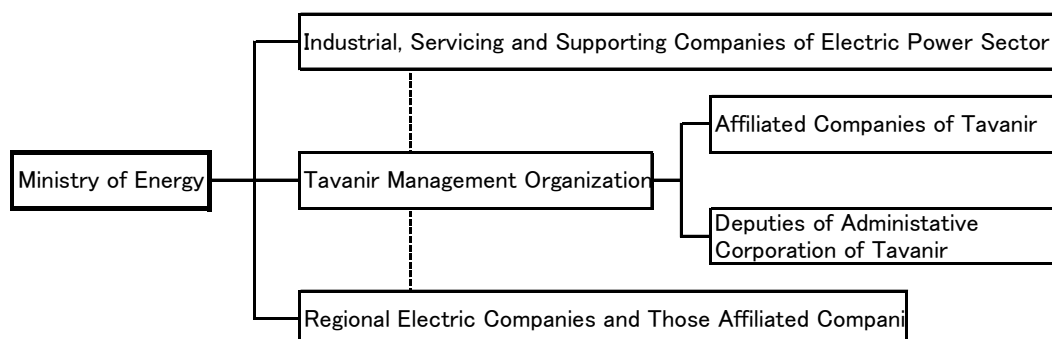 Industrial, Servicing and Supporting Companies of Electric Power Sector
Affiliated Companies of Tavanir
Ministry of Energy
Tavanir Management Organization
Deputies of Administative
Corporation of Tavanir
Regional Electric Companies and Those Affiliated Compani